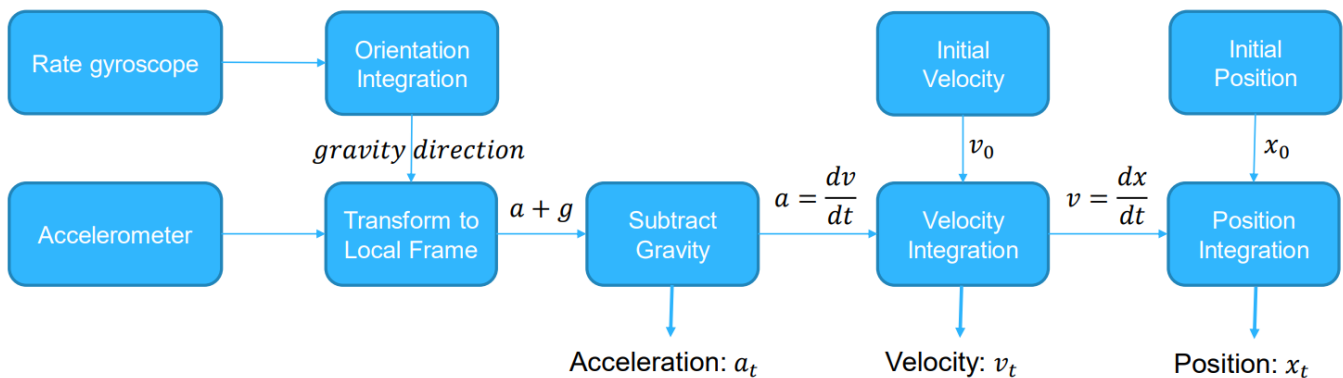 Rate gyroscope
Orientation
Integration
Initial
Velocity
Initial
Position
gravity direction
v₀
x₀
Accelerometer
Transform to
Local Frame
a + g
Subtract
Gravity
a = dv/dt
Velocity
Integration
v = dx/dt
Position
Integration
Acceleration: aₜ
Velocity: vₜ
Position: xₜ